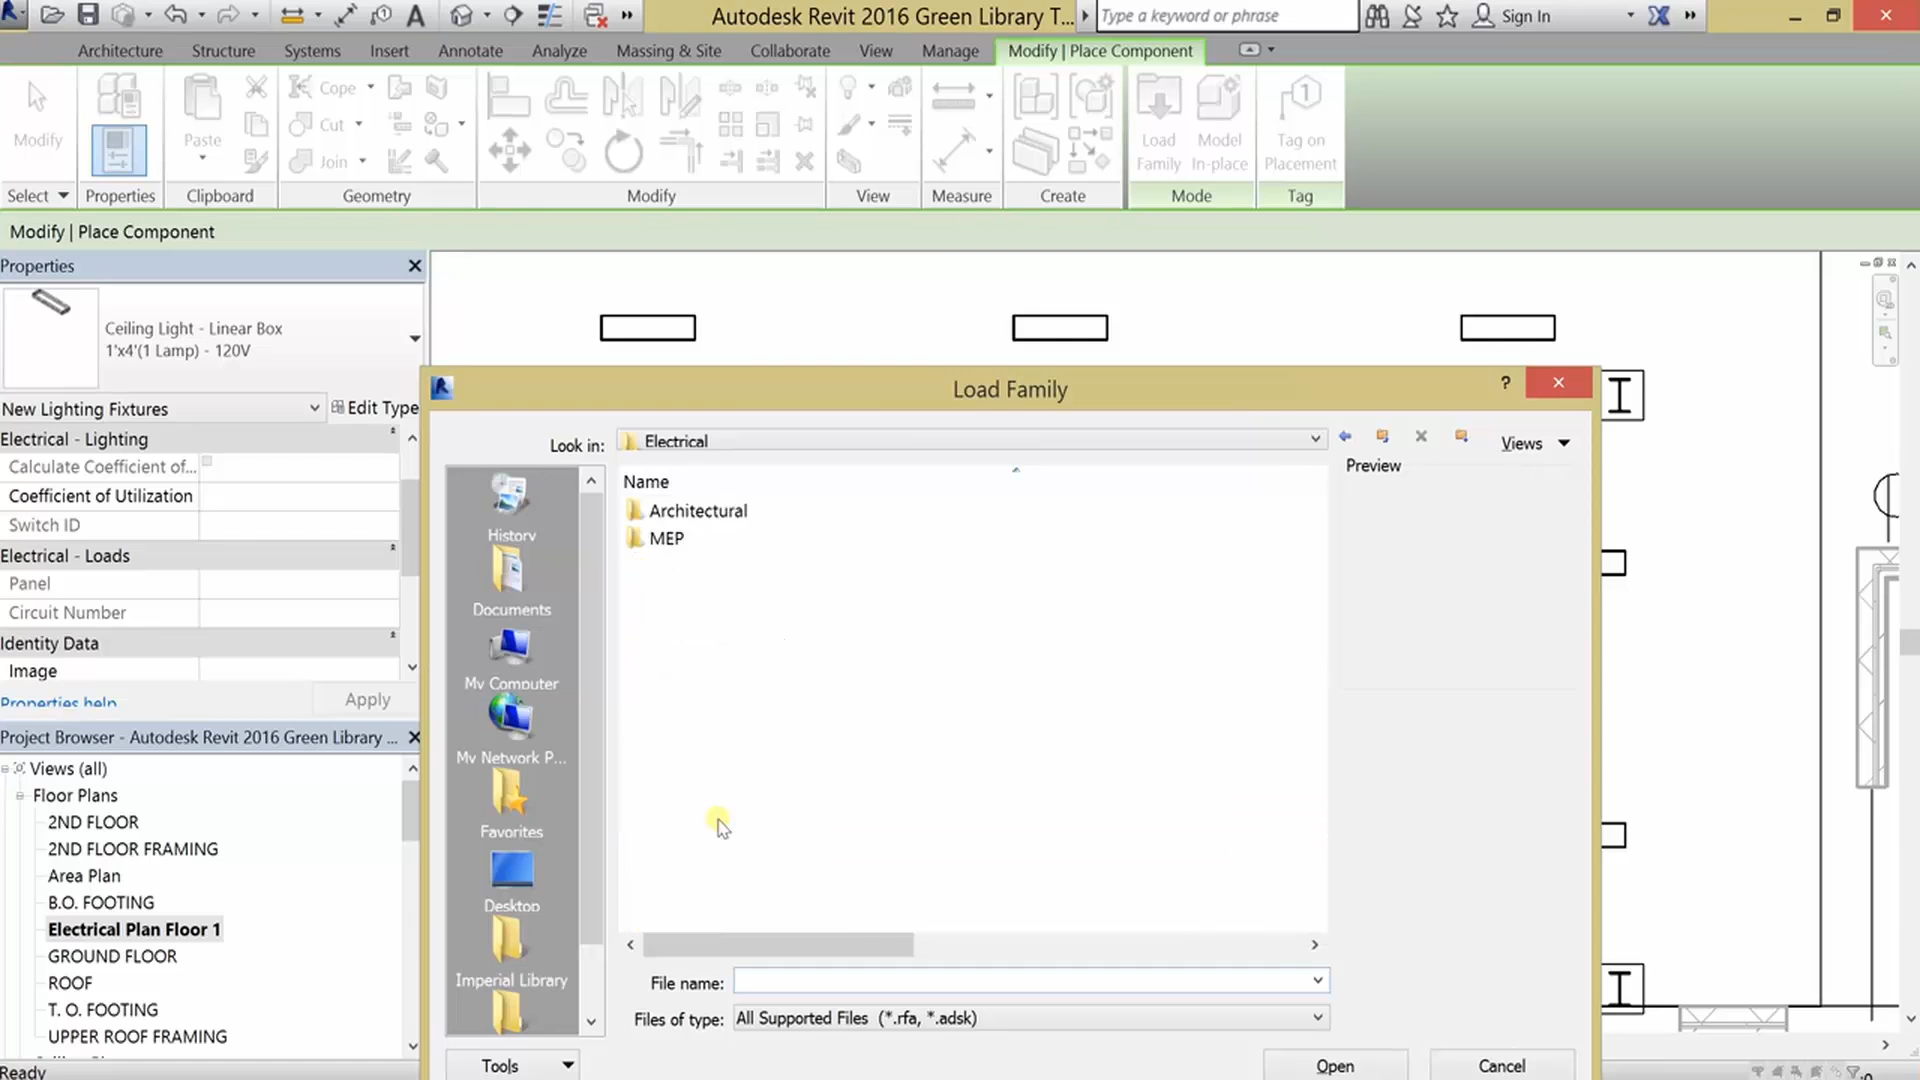 Autodesk Revit 2016 Green Library T...
Type a keyword or phrase
Sign In
Architecture Structure Systems Insert Annotate Analyze Massing & Site Collaborate View Manage Modify | Place Component
Modify
Paste
Cope
Cut
Join
Load Family
Model In-place
Tag on Placement
Select Properties Clipboard Geometry Modify View Measure Create Mode Tag
Modify | Place Component
Properties
Ceiling Light - Linear Box
1'x4'(1 Lamp) - 120V
New Lighting Fixtures
Edit Type
Electrical - Lighting
Calculate Coefficient of...
Coefficient of Utilization
Switch ID
Electrical - Loads
Panel
Circuit Number
Identity Data
Image
Properties help
Apply
Project Browser - Autodesk Revit 2016 Green Library ...
Views (all)
Floor Plans
2ND FLOOR
2ND FLOOR FRAMING
Area Plan
B.O. FOOTING
Electrical Plan Floor 1
GROUND FLOOR
ROOF
T. O. FOOTING
UPPER ROOF FRAMING
Ready
Load Family
?
Look in:
Electrical
Views
Preview
Name
Architectural
MEP
History
Documents
My Computer
My Network P...
Favorites
Desktop
Imperial Library
File name:
Files of type:
All Supported Files (*.rfa, *.adsk)
Tools
Open
Cancel